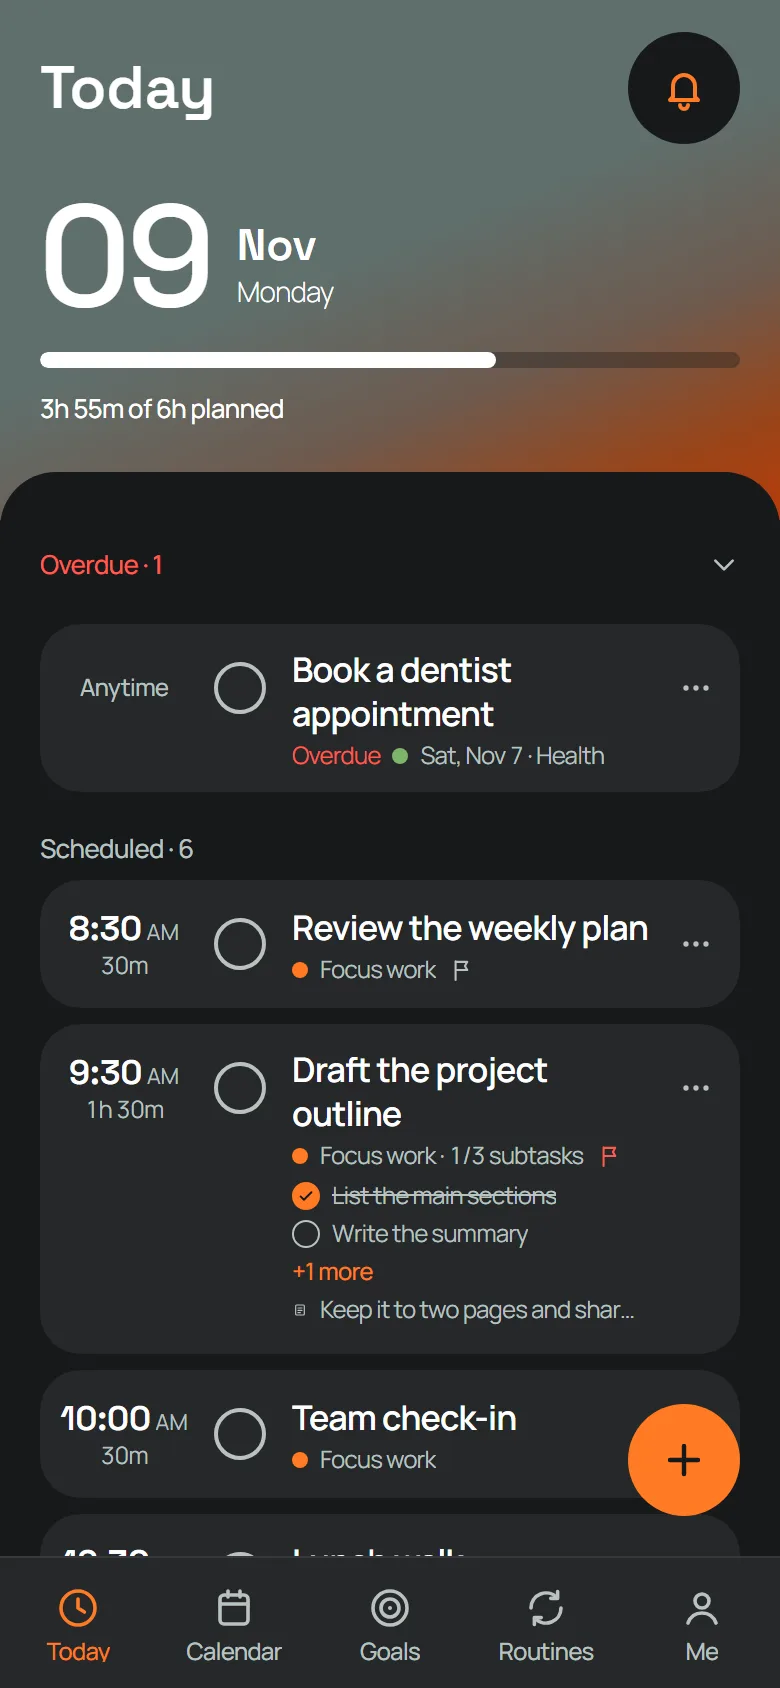 Today
09
Nov
Monday
3h 55m of 6h planned
Overdue · 1
Anytime
Book a dentist
appointment
Overdue Sat, Nov 7 · Health
Scheduled · 6
8:30 AM
30m
Review the weekly plan
Focus work
9:30 AM
1h 30m
Draft the project
outline
Focus work · 1/3 subtasks
List the main sections
Write the summary
+1 more
Keep it to two pages and shar...
10:00 AM
30m
Team check-in
Focus work
Lunch walk
Today
Calendar
Goals
Routines
Me